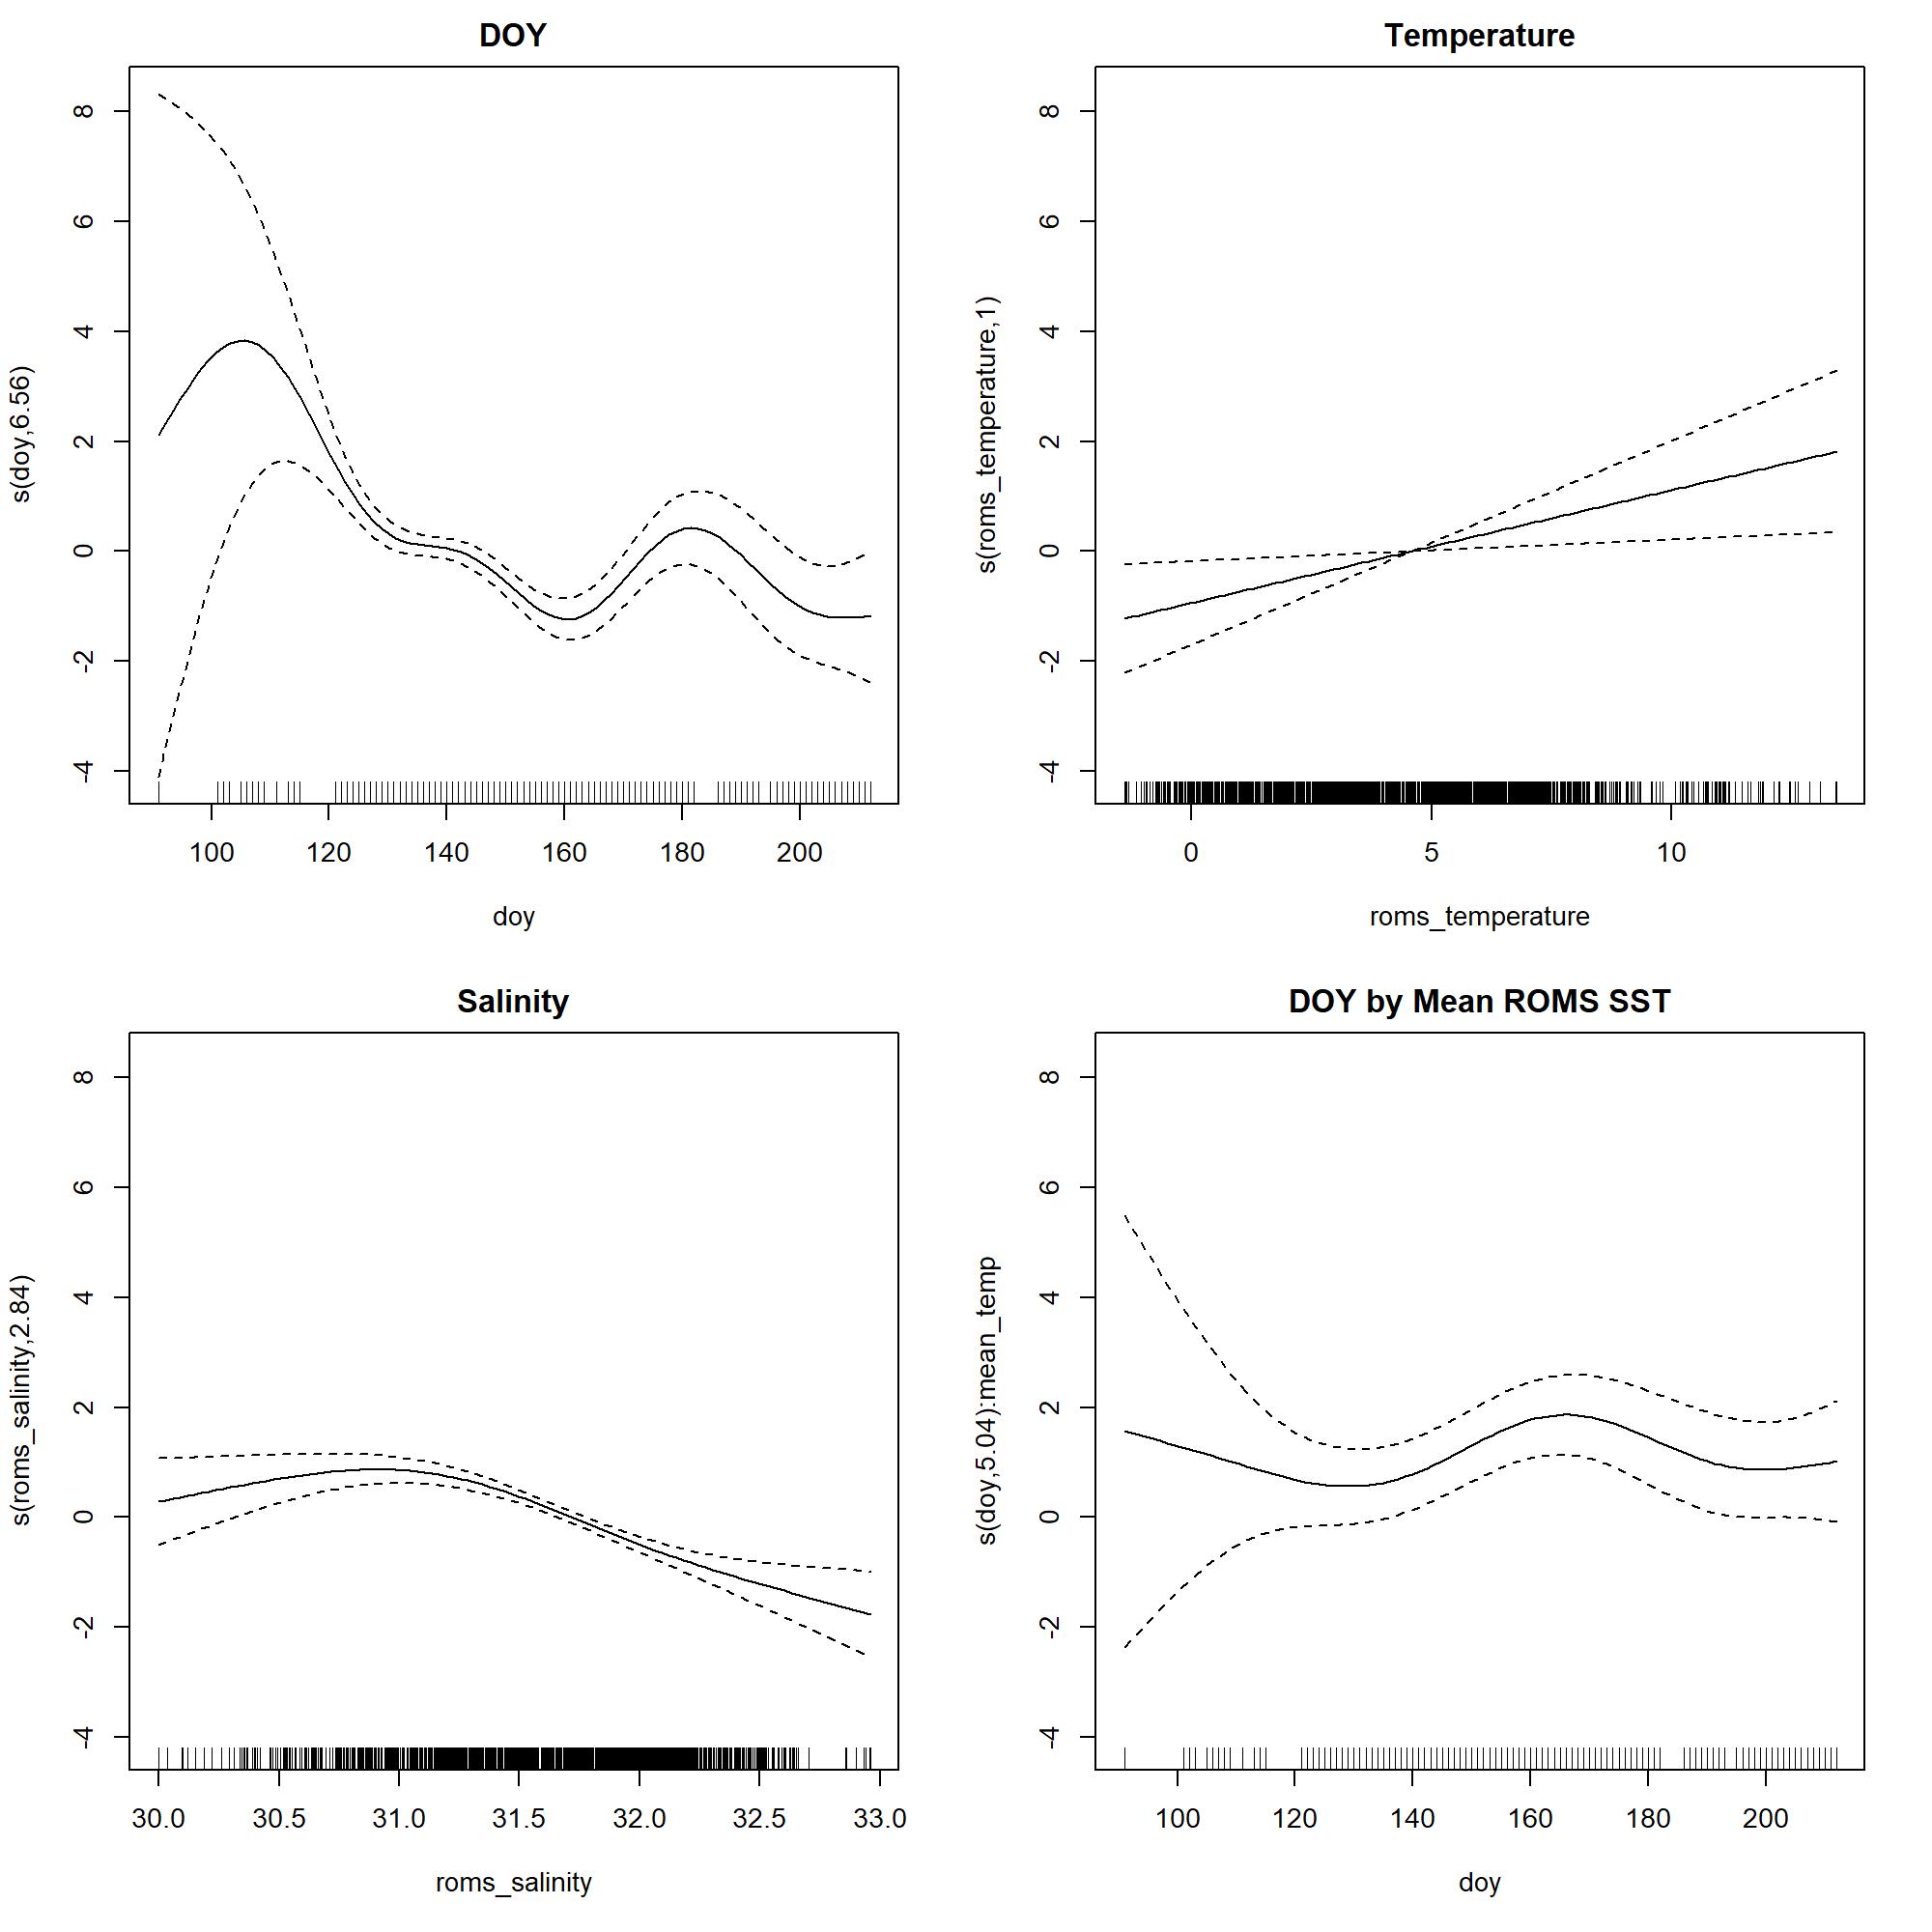 DOY
s(doy,6.56)
8
6
4
2
0
-2
-4
100 120 140 160 180 200
doy
Temperature
s(roms_temperature,1)
8
6
4
2
0
-2
-4
0 5 10
roms_temperature
Salinity
s(roms_salinity,2.84)
8
6
4
2
0
-2
-4
30.0 30.5 31.0 31.5 32.0 32.5 33.0
roms_salinity
DOY by Mean ROMS SST
s(doy,5.04):mean_temp
8
6
4
2
0
-2
-4
100 120 140 160 180 200
doy